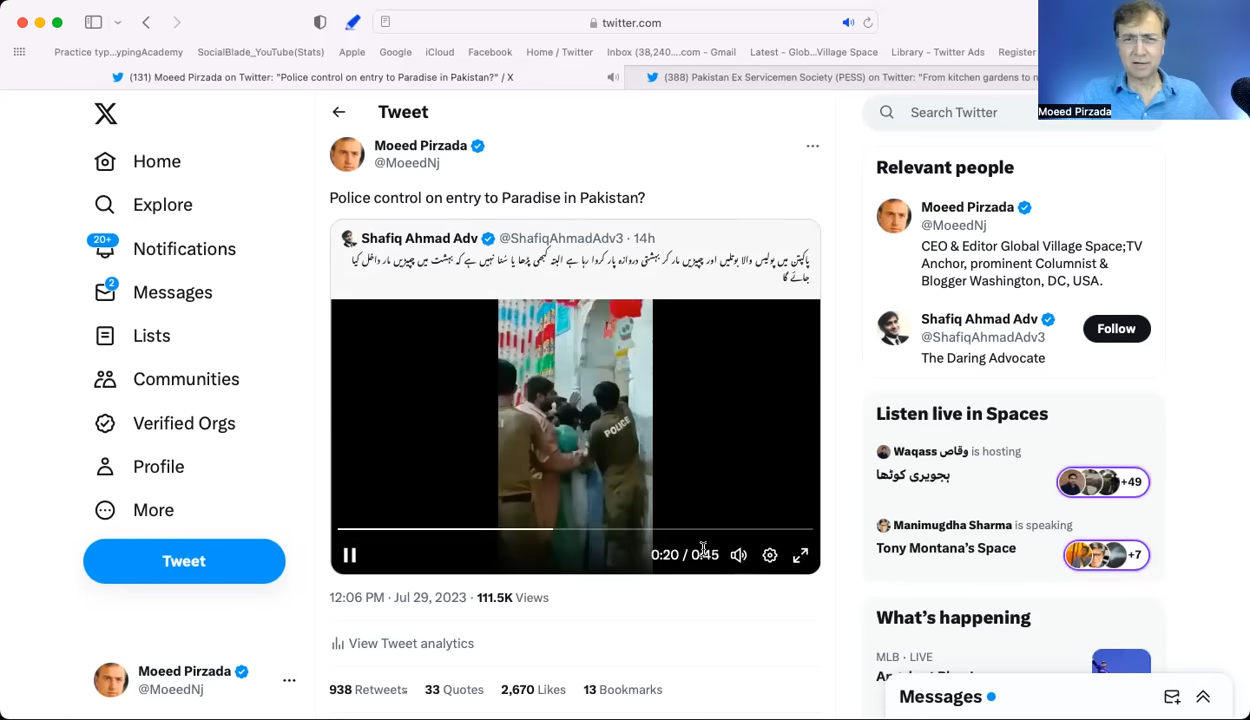 twitter.com
Practice typ...ypingAcademy
SocialBlade_YouTube(Stats)
Apple
Google
iCloud
Facebook
Home / Twitter
Inbox (38,240....com - Gmail
Latest - Glob...Village Space
Library - Twitter Ads
Register
Moeed Pirzada
(131) Moeed Pirzada on Twitter: "Police control on entry to Paradise in Pakistan?" / X
(388) Pakistan Ex Servicemen Society (PESS) on Twitter: "From kitchen gardens to n
Home
Explore
20+
Notifications
2
Messages
Lists
Communities
Verified Orgs
Profile
More
Tweet
Moeed Pirzada
@MoeedNj
Tweet
Moeed Pirzada
@MoeedNj
Police control on entry to Paradise in Pakistan?
Shafiq Ahmad Adv @ShafiqAhmadAdv3 · 14h
پاکپتن میں پولیس والا بوتلیں اور چپیڑیں مار کر بہشتی دروازہ پار کروا رہا ہے البتہ کبھی پڑھا یا سُنا نہیں ہے کہ بہشت میں چپیڑیں مار داخل کیا
جائے گا
POLICE
0:20 / 0:45
12:06 PM · Jul 29, 2023 · 111.5K Views
View Tweet analytics
938 Retweets 33 Quotes 2,670 Likes 13 Bookmarks
Search Twitter
Relevant people
Moeed Pirzada
@MoeedNj
CEO & Editor Global Village Space;TV
Anchor, prominent Columnist &
Blogger Washington, DC, USA.
Shafiq Ahmad Adv
@ShafiqAhmadAdv3
Follow
The Daring Advocate
Listen live in Spaces
Waqass وقاص is hosting
ہجویری کوٹھا
+49
Manimugdha Sharma is speaking
Tony Montana's Space
+7
What's happening
MLB · LIVE
Messages